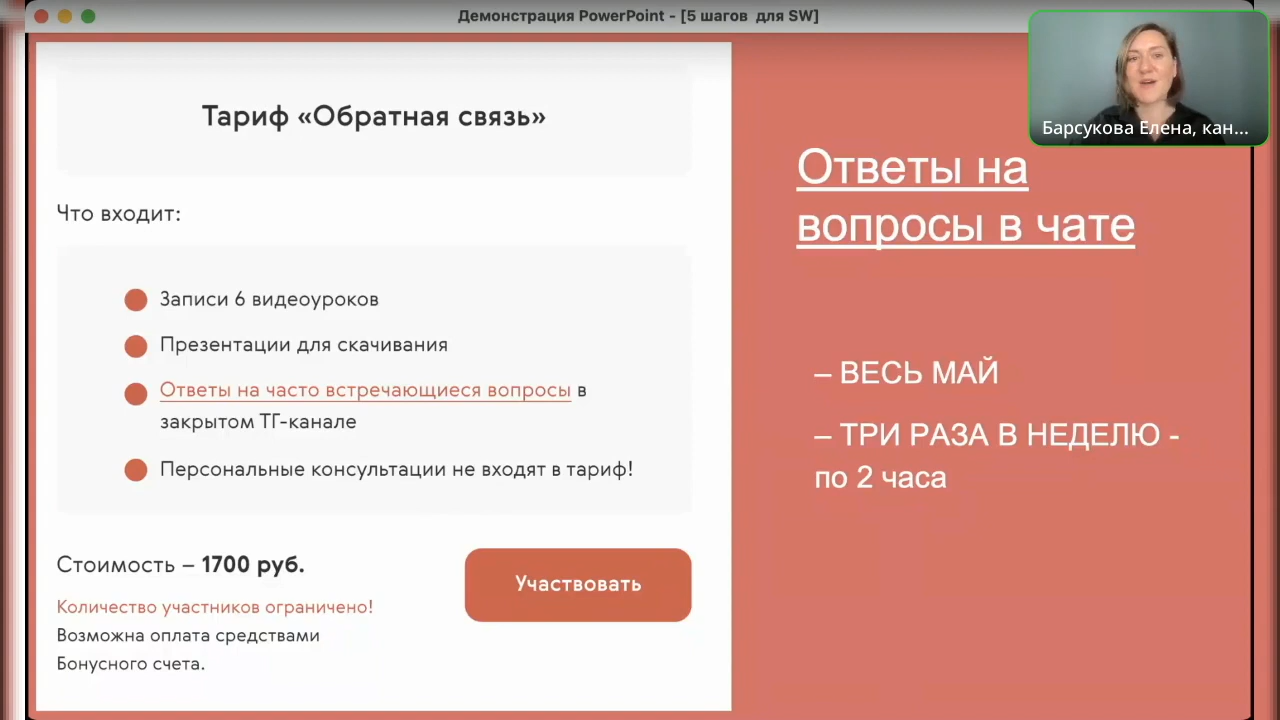 Демонстрация PowerPoint - [5 шагов для SW]
Барсукова Елена, кан...
Тариф «Обратная связь»
Что входит:
Записи 6 видеоуроков
Презентации для скачивания
Ответы на часто встречающиеся вопросы в
закрытом ТГ-канале
Персональные консультации не входят в тариф!
Стоимость – 1700 руб.
Участвовать
Количество участников ограничено!
Возможна оплата средствами
Бонусного счета.
Ответы на
вопросы в чате
– ВЕСЬ МАЙ
– ТРИ РАЗА В НЕДЕЛЮ -
по 2 часа